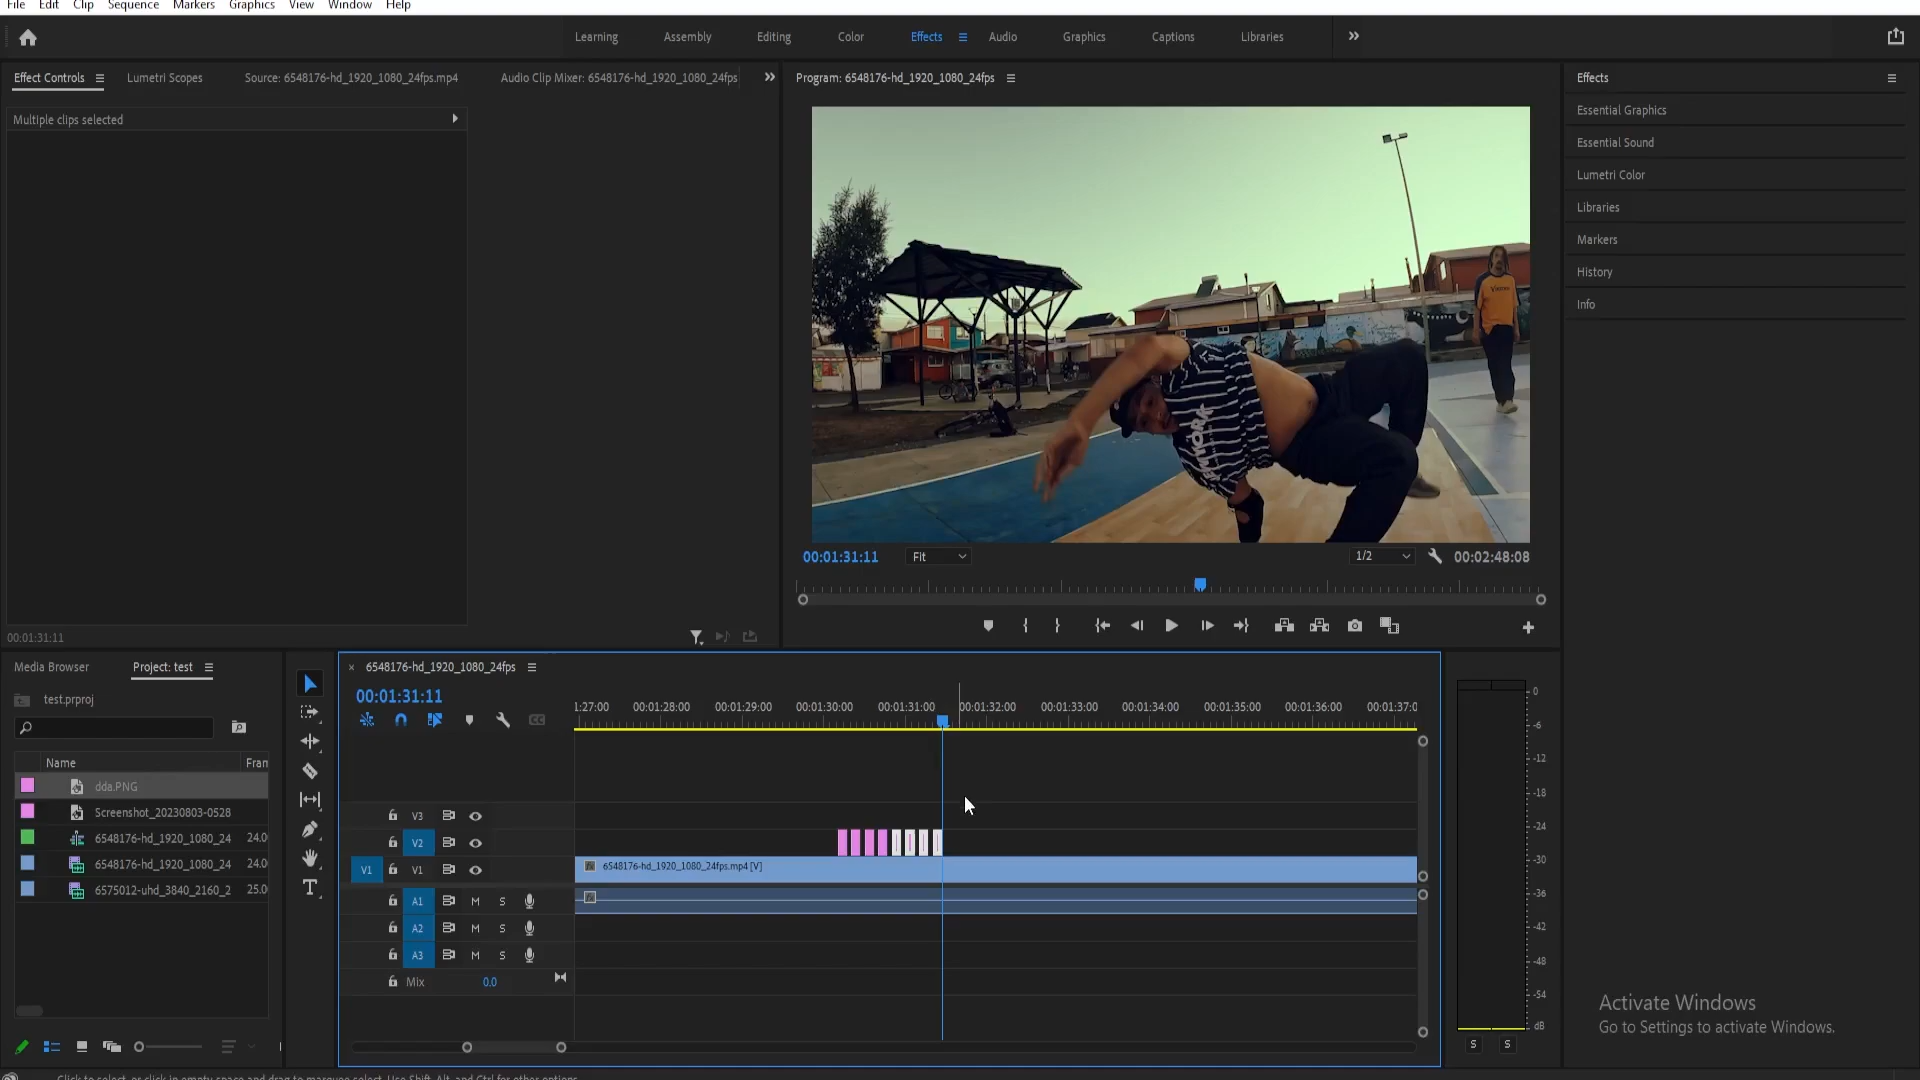 File Edit Clip Sequence Markers Graphics View Window Help
Learning Assembly Editing Color Effects Audio Graphics Captions Libraries
Effect Controls Lumetri Scopes Source: 6548176-hd_1920_1080_24fps.mp4 Audio Clip Mixer: 6548176-hd_1920_1080_24fps
Multiple clips selected
00:01:31:11
Program: 6548176-hd_1920_1080_24fps
00:01:31:11 Fit 1/2 00:02:48:08
Effects
Essential Graphics
Essential Sound
Lumetri Color
Libraries
Markers
History
Info
Media Browser Project: test
test.prproj
Name Fram
dda.PNG
Screenshot_20230803-0528
6548176-hd_1920_1080_24 24.0
6548176-hd_1920_1080_24 24.0
6575012-uhd_3840_2160_2 25.0
6548176-hd_1920_1080_24fps
00:01:31:11
1:27:00 00:01:28:00 00:01:29:00 00:01:30:00 00:01:31:00 00:01:32:00 00:01:33:00 00:01:34:00 00:01:35:00 00:01:36:00 00:01:37:0
V3
V2
V1 V1 6548176-hd_1920_1080_24fps.mp4 [V]
A1 M S
A2 M S
A3 M S
Mix 0.0
0
-6
-12
-18
-24
-30
-36
-42
-48
-54
dB
S S
Activate Windows
Go to Settings to activate Windows.
Click to select, or click in empty space and drag to marquee select. Use Shift, Alt, and Ctrl for other options.